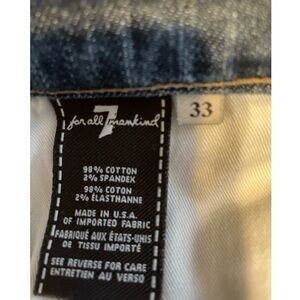 for all 7 mankind
33
98% COTTON
2% SPANDEX
98% COTON
2% ÉLASTHANNE
MADE IN U.S.A.
OF IMPORTED FABRIC
FABRIQUÉ AUX ÉTATS-UNIS
DE TISSU IMPORTÉ
SEE REVERSE FOR CARE
ENTRETIEN AU VERSO